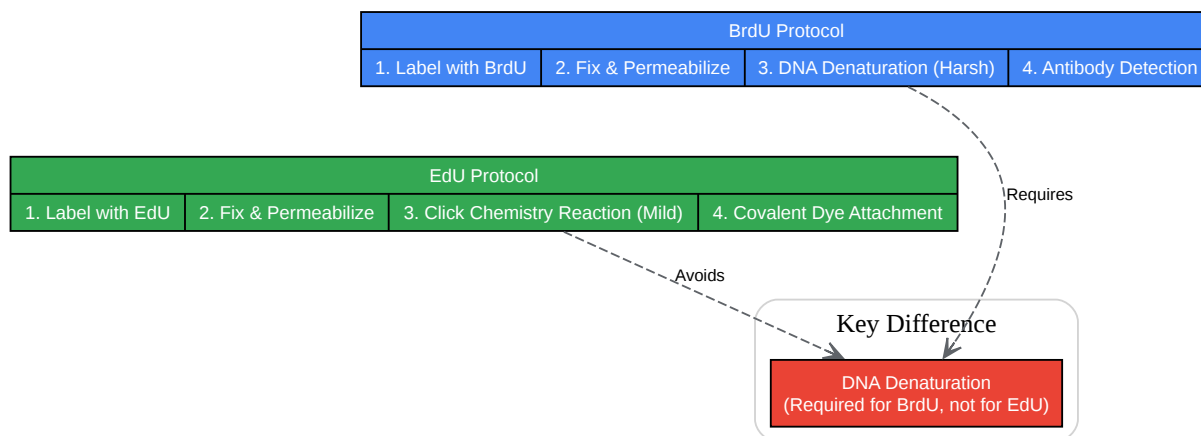 BrdU Protocol
1. Label with BrdU
2. Fix & Permeabilize
3. DNA Denaturation (Harsh)
4. Antibody Detection
EdU Protocol
1. Label with EdU
2. Fix & Permeabilize
3. Click Chemistry Reaction (Mild)
4. Covalent Dye Attachment
Requires
Avoids
Key Difference
DNA Denaturation
(Required for BrdU, not for EdU)